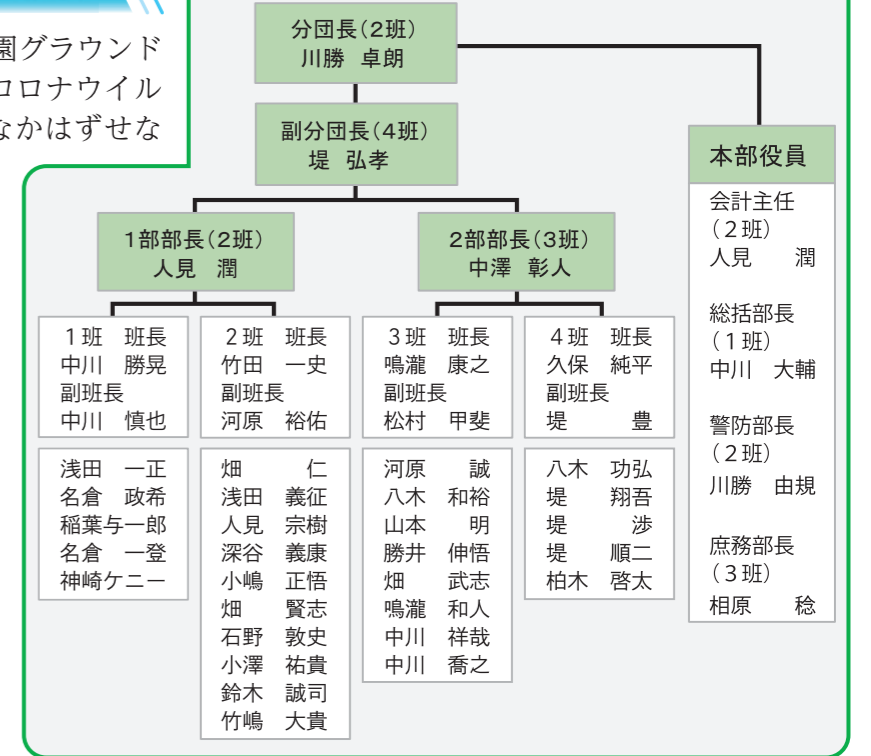 園グラウンド
コロナウイル
なかはずせな
分団長(2班)
川勝 卓朗
副分団長(4班)
堤 弘孝
1部部長(2班)
人見 潤
2部部長(3班)
中澤 彰人
1班 班長
中川 勝晃
副班長
中川 慎也
浅田 一正
名倉 政希
稲葉与一郎
名倉 一登
神崎ケニー
2班 班長
竹田 一史
副班長
河原 裕佑
畑 仁
浅田 義征
人見 宗樹
深谷 義康
小嶋 正悟
畑 賢志
石野 敦史
小澤 祐貴
鈴木 誠司
竹嶋 大貴
3班 班長
鳴瀧 康之
副班長
松村 甲斐
河原 誠
八木 和裕
山本 明
勝井 伸悟
畑 武志
鳴瀧 和人
中川 祥哉
中川 喬之
4班 班長
久保 純平
副班長
堤 豊
八木 功弘
堤 翔吾
堤 渉
堤 順二
柏木 啓太
本部役員
会計主任
(2班)
人見 潤
総括部長
(1班)
中川 大輔
警防部長
(2班)
川勝 由規
庶務部長
(3班)
相原 稔